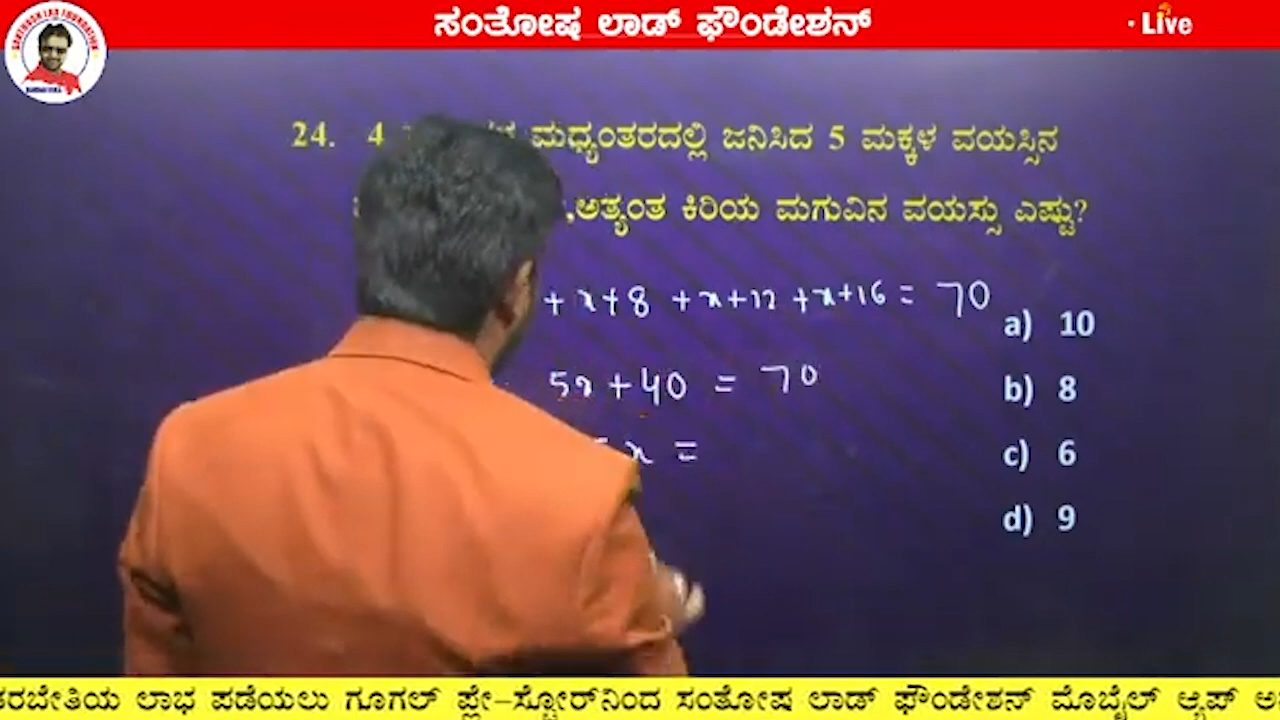 ಸಂತೋಷ ಲಾಡ್ ಫೌಂಡೇಶನ್
· Live
24. 4 ಮಧ್ಯಂತರದಲ್ಲಿ ಜನಿಸಿದ 5 ಮಕ್ಕಳ ವಯಸ್ಸಿನ
,ಅತ್ಯಂತ ಕಿರಿಯ ಮಗುವಿನ ವಯಸ್ಸು ಎಷ್ಟು?
+ x+8 +x+12 +x+16 = 70
a) 10
5x+40 = 70
b) 8
x =
c) 6
d) 9
ಲಾಭ ಪಡೆಯಲು ಗೂಗಲ್ ಪ್ಲೇ-ಸ್ಟೋರ್‌ನಿಂದ ಸಂತೋಷ ಲಾಡ್ ಫೌಂಡೇಶನ್ ಮೊಬೈಲ್ ಆ್ಯಪ್